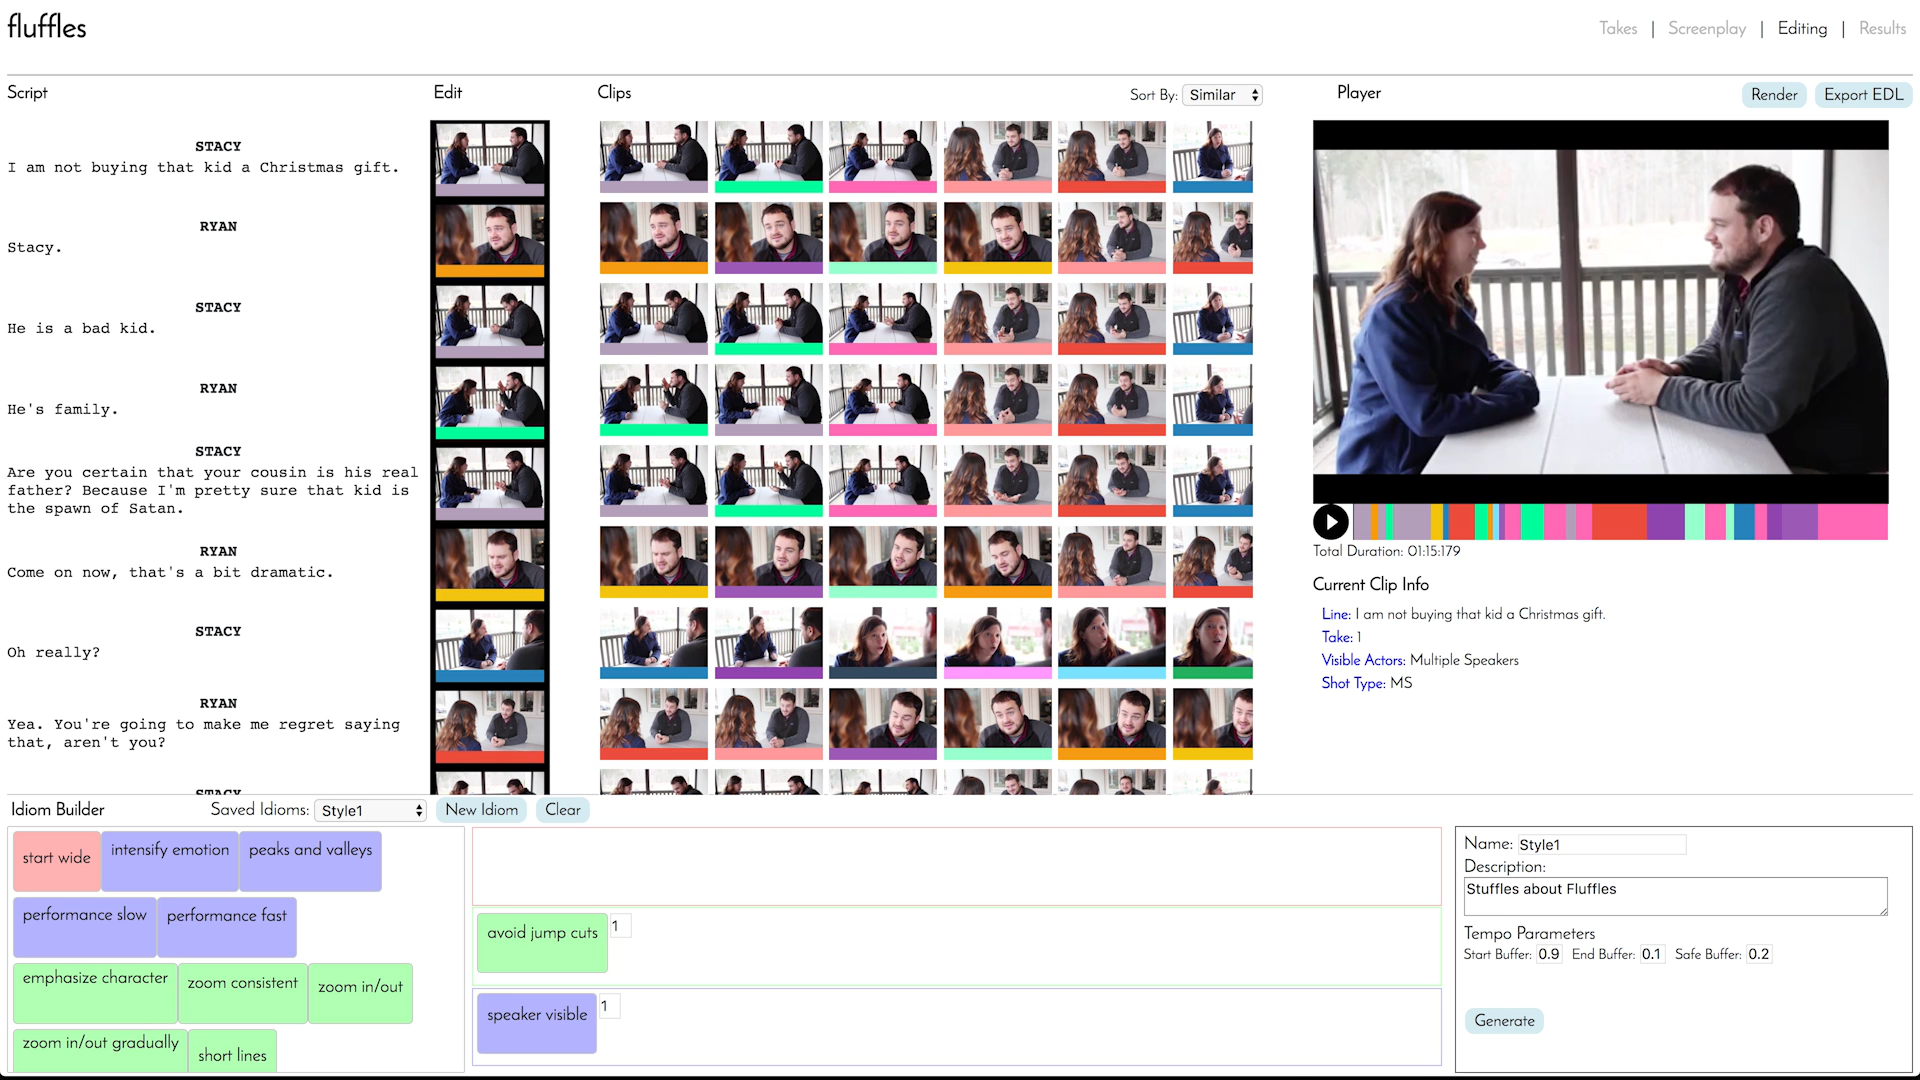 fluffles
Takes | Screenplay | Editing | Results
Script
Edit
Clips
Sort By: Similar
Player
Render
Export EDL
STACY
I am not buying that kid a Christmas gift.
RYAN
Stacy.
STACY
He is a bad kid.
RYAN
He's family.
STACY
Are you certain that your cousin is his real
father? Because I'm pretty sure that kid is
the spawn of Satan.
RYAN
Come on now, that's a bit dramatic.
STACY
Oh really?
RYAN
Yea. You're going to make me regret saying
that, aren't you?
STACY
Total Duration: 01:15:179
Current Clip Info
Line: I am not buying that kid a Christmas gift.
Take: 1
Visible Actors: Multiple Speakers
Shot Type: MS
Idiom Builder
Saved Idioms: Style1
New Idiom
Clear
start wide
intensify emotion
peaks and valleys
performance slow
performance fast
emphasize character
zoom consistent
zoom in/out
zoom in/out gradually
short lines
avoid jump cuts
1
speaker visible
1
Name: Style1
Description:
Stuffles about Fluffles
Tempo Parameters
Start Buffer: 0.9 End Buffer: 0.1 Safe Buffer: 0.2
Generate